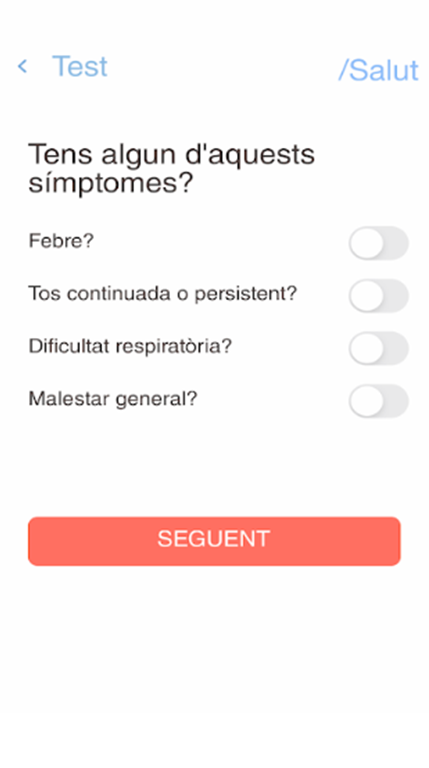 < Test
/Salut
Tens algun d'aquests
símptomes?
Febre?
Tos continuada o persistent?
Dificultat respiratòria?
Malestar general?
SEGUENT